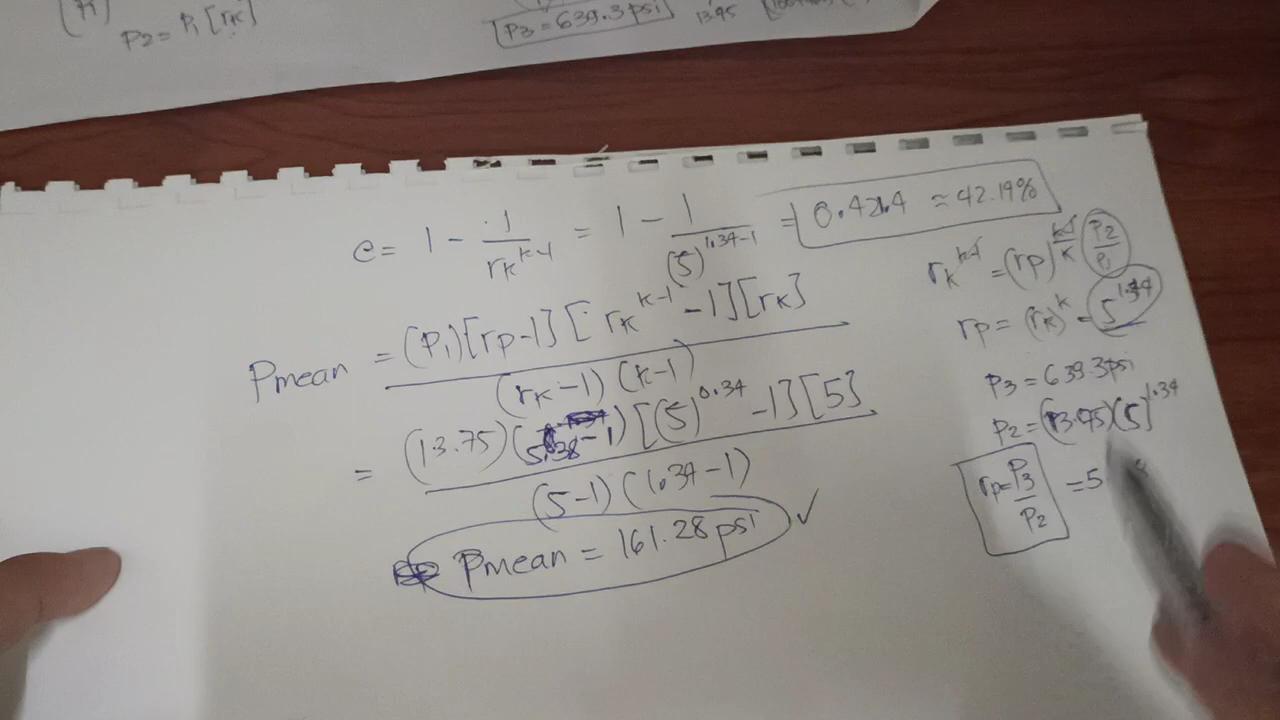 P2 = P1 [rk]
P3 = 639.3 psi
13.95
e = 1 - 1/rk^(k-1) = 1 - 1/(5)^(1.34-1) = 0.4214 ≈ 42.14%
Pmean = (P1)[rp-1][rk^(k-1) -1][rk] / (rk-1)(k-1)
= (13.75)(5.38-1)[(5)^0.34 -1][5] / (5-1)(1.34-1)
Pmean = 161.28 psi ✓
rk^(k-1) = (rp)^((k-1)/k) P2/P1
rp = (rk)^k = 5^1.34
P3 = 639.3 psi
P2 = (13.75)(5)^1.34
rp = P3/P2 = 5